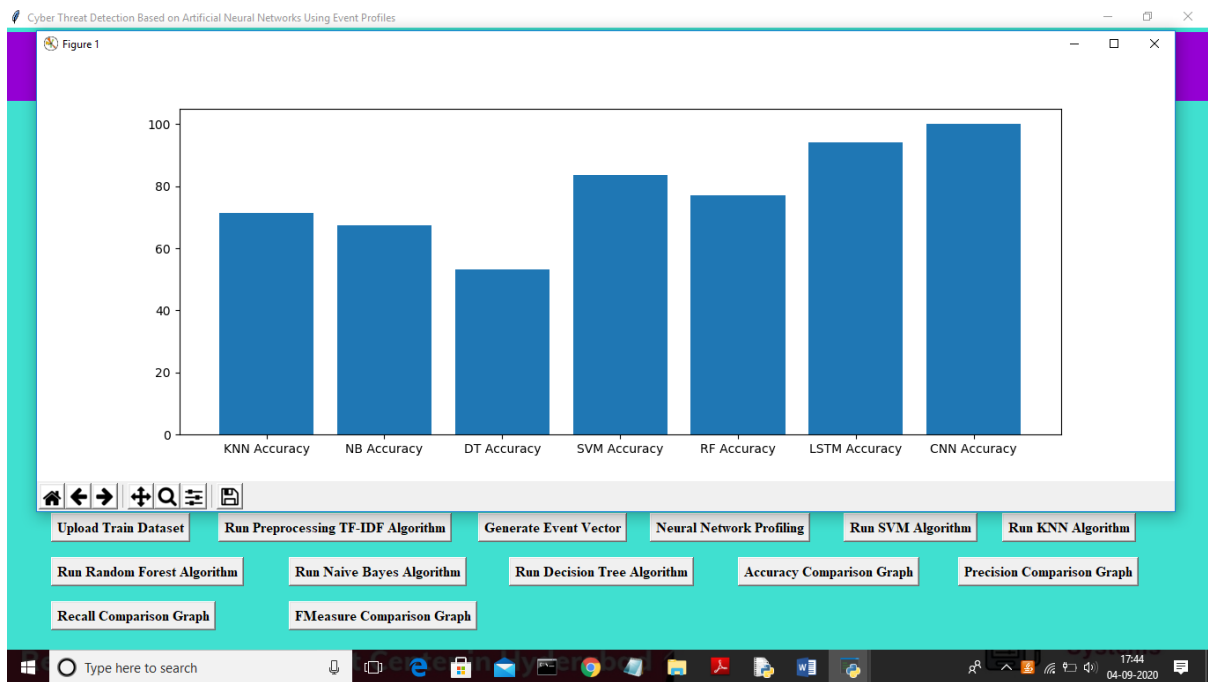 Cyber Threat Detection Based on Artificial Neural Networks Using Event Profiles
Figure 1
100
80
60
40
20
0
KNN Accuracy NB Accuracy DT Accuracy SVM Accuracy RF Accuracy LSTM Accuracy CNN Accuracy
Upload Train Dataset Run Preprocessing TF-IDF Algorithm Generate Event Vector Neural Network Profiling Run SVM Algorithm Run KNN Algorithm
Run Random Forest Algorithm Run Naive Bayes Algorithm Run Decision Tree Algorithm Accuracy Comparison Graph Precision Comparison Graph
Recall Comparison Graph FMeasure Comparison Graph
Type here to search
17:44
04-09-2020